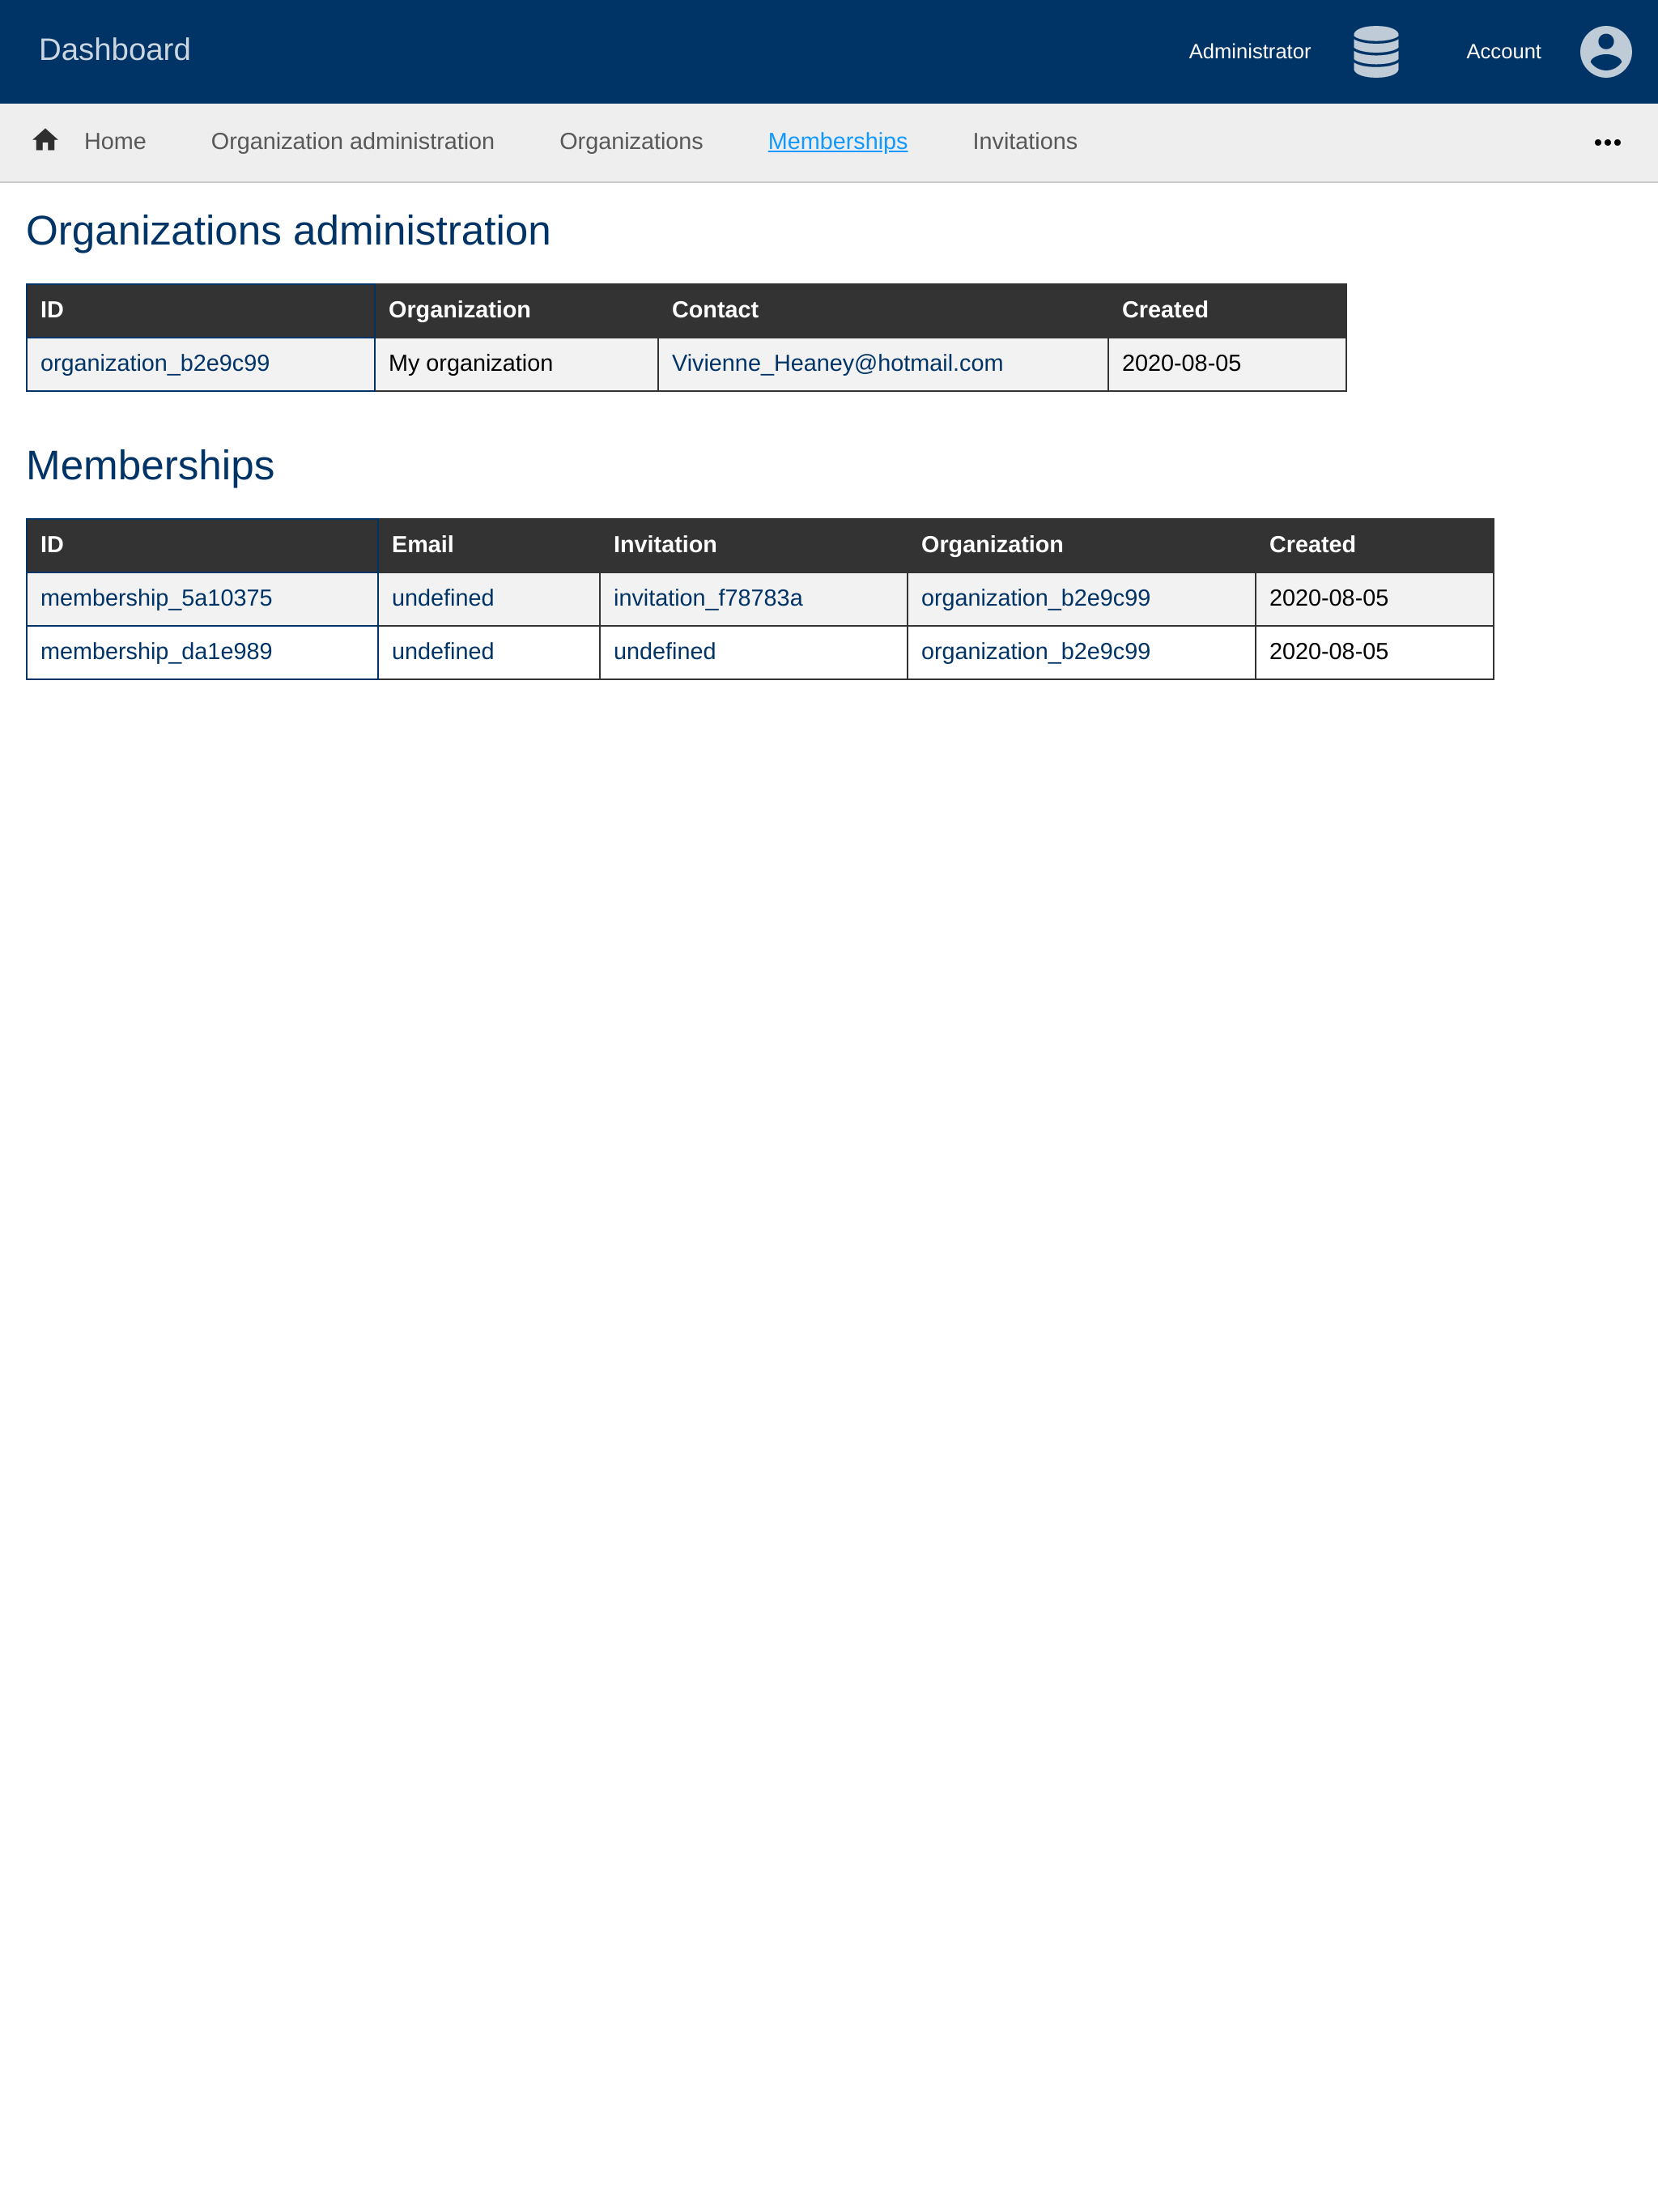 Dashboard
Administrator
Account
Home Organization administration Organizations Memberships Invitations
Organizations administration
ID Organization Contact Created
organization_b2e9c99 My organization Vivienne_Heaney@hotmail.com 2020-08-05
Memberships
ID Email Invitation Organization Created
membership_5a10375 undefined invitation_f78783a organization_b2e9c99 2020-08-05
membership_da1e989 undefined undefined organization_b2e9c99 2020-08-05